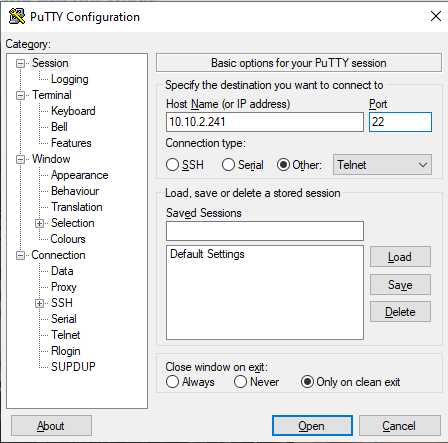 PuTTY Configuration
Category:
Session
Logging
Terminal
Keyboard
Bell
Features
Window
Appearance
Behaviour
Translation
Selection
Colours
Connection
Data
Proxy
SSH
Serial
Telnet
Rlogin
SUPDUP
Basic options for your PuTTY session
Specify the destination you want to connect to
Host Name (or IP address) Port
10.10.2.241 22
Connection type:
SSH Serial Other: Telnet
Load, save or delete a stored session
Saved Sessions
Default Settings
Load
Save
Delete
Close window on exit:
Always Never Only on clean exit
About Open Cancel